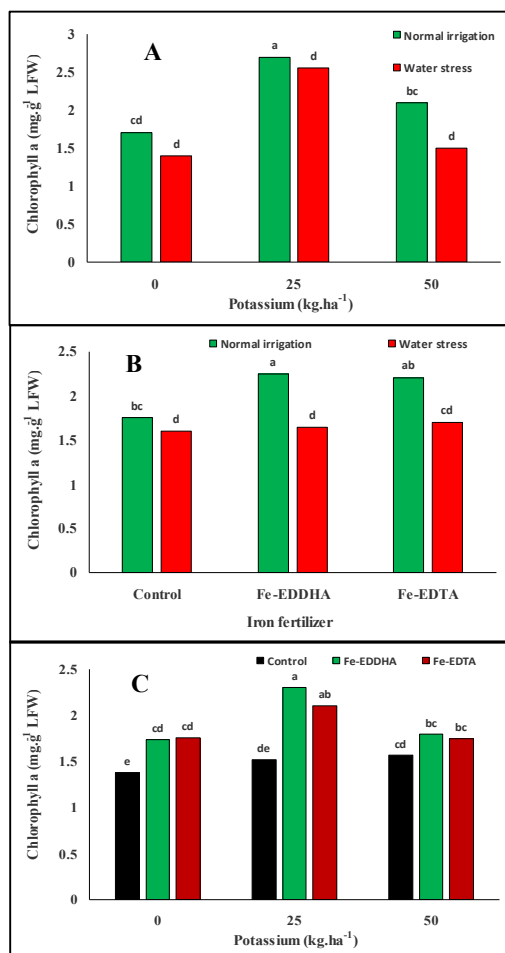 A
Normal irrigation
Water stress
Chlorophyll a (mg.g⁻¹ LFW)
3
2.5
2
1.5
1
0.5
0
cd
d
a
d
bc
d
0
25
50
Potassium (kg.ha⁻¹)
B
Normal irrigation
Water stress
Chlorophyll a (mg.g⁻¹ LFW)
2.5
2
1.5
1
0.5
0
bc
d
a
d
ab
cd
Control
Fe-EDDHA
Fe-EDTA
Iron fertilizer
C
Control
Fe-EDDHA
Fe-EDTA
Chlorophyll a (mg.g⁻¹ LFW)
2.5
2
1.5
1
0.5
0
e
cd
cd
de
a
ab
cd
bc
bc
0
25
50
Potassium (kg.ha⁻¹)